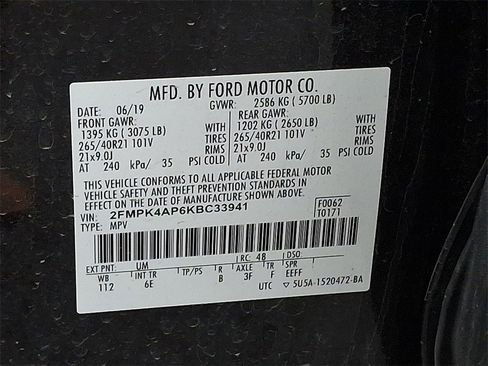 MFD. BY FORD MOTOR CO.
DATE: 06/19 GVWR: 2586 KG ( 5700 LB)
FRONT GAWR: REAR GAWR:
1395 KG ( 3075 LB) WITH 1202 KG ( 2650 LB) WITH
265/40R21 101V TIRES 265/40R21 101V TIRES
21x9.0J RIMS 21x9.0J RIMS
AT 240 kPa/ 35 PSI COLD AT 240 kPa/ 35 PSI COLD
THIS VEHICLE CONFORMS TO ALL APPLICABLE FEDERAL MOTOR
VEHICLE SAFETY AND THEFT PREVENTION STANDARDS IN
EFFECT ON THE DATE OF MANUFACTURE SHOWN ABOVE.
VIN: 2FMPK4AP6KBC33941 F0062
TYPE: MPV T0171
EXT PNT: UM RC: 48 DSO:
WB INT TR TP/PS R AXLE TR SPR
112 6E B 3F F EEFF
UTC ▽ 5U5A-1520472-BA